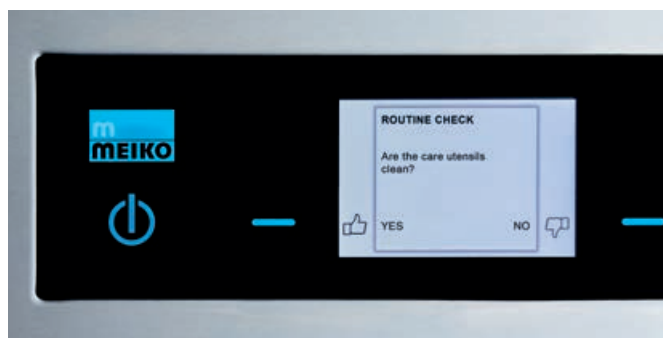 m
MEIKO
ROUTINE CHECK
Are the care utensils
clean?
YES NO